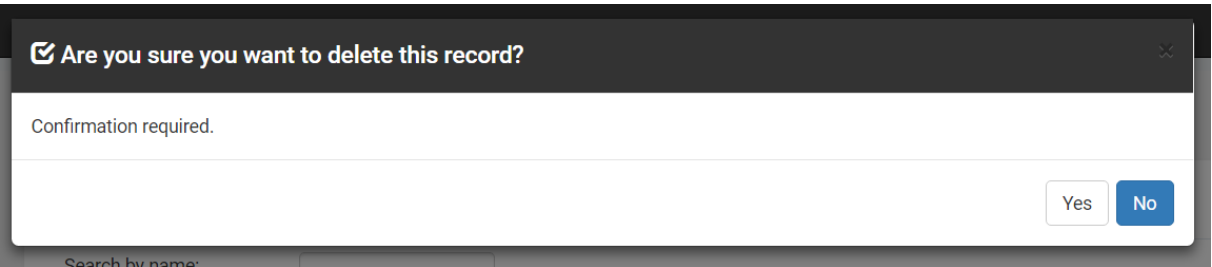 Are you sure you want to delete this record?
Confirmation required.
Yes No
Search by name: